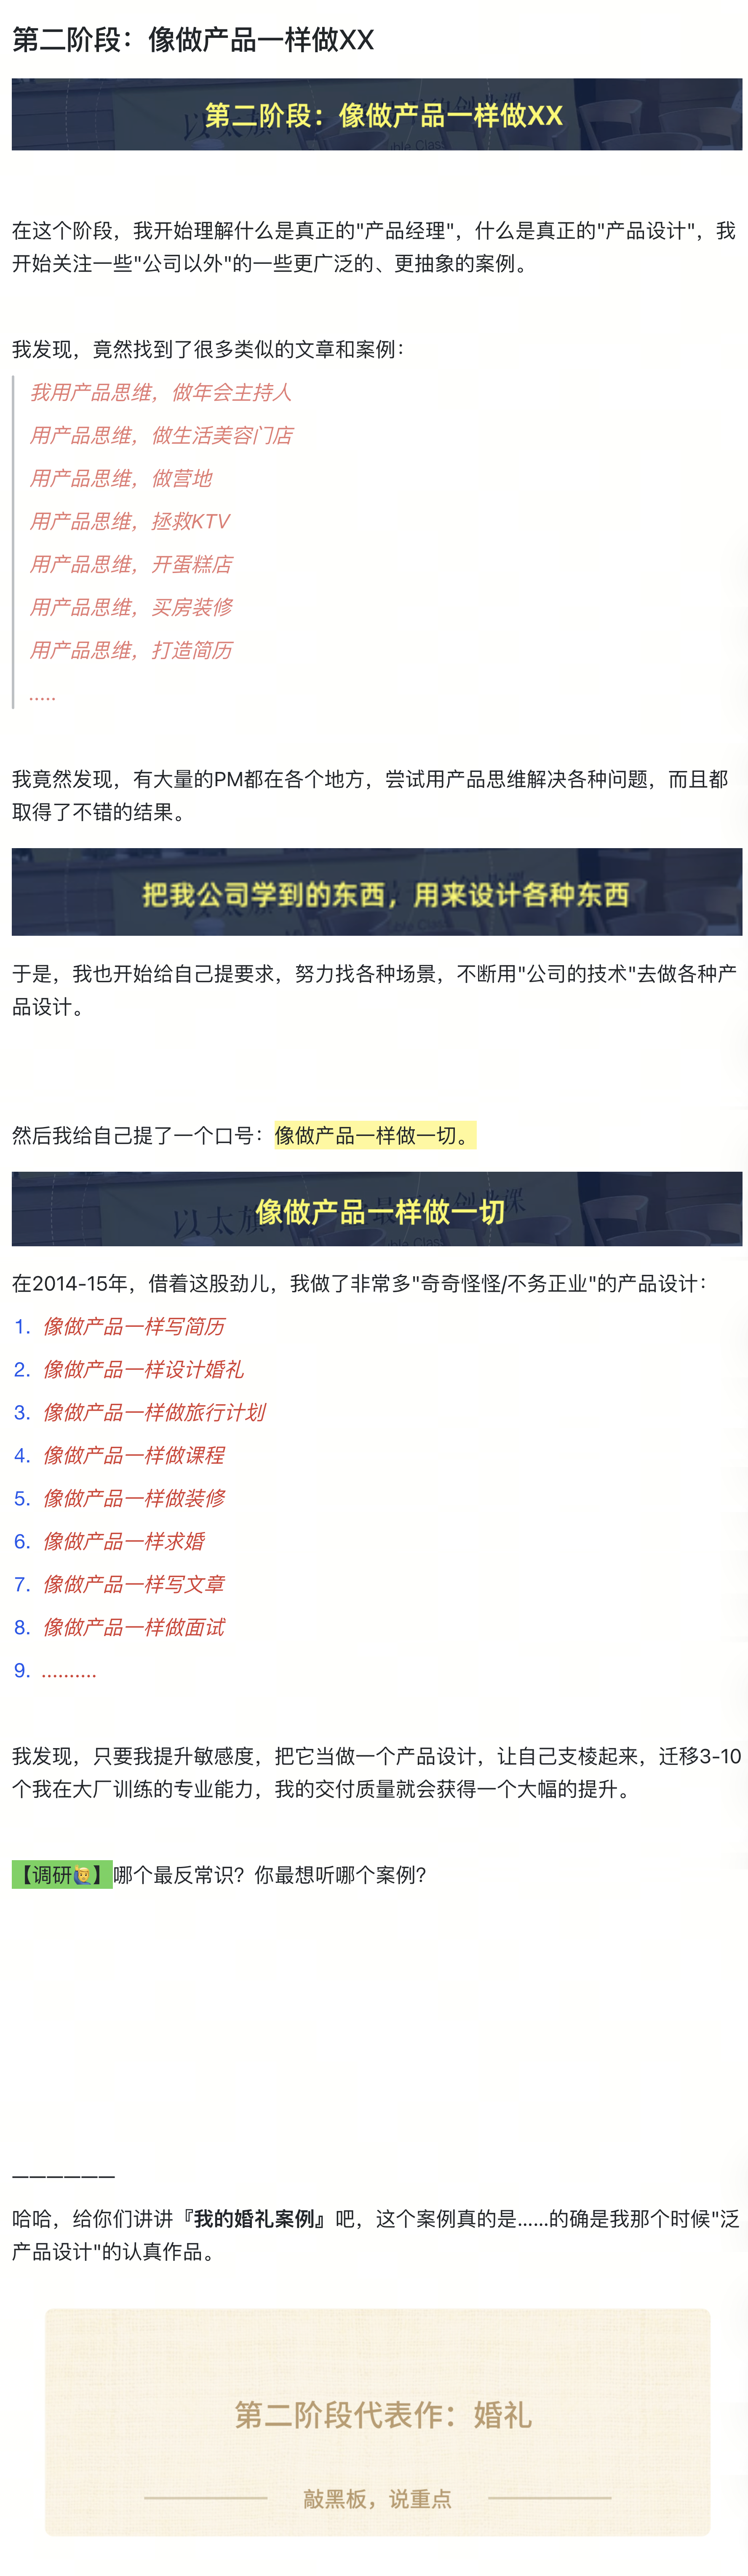 第二阶段：像做产品一样做XX
第二阶段：像做产品一样做XX
在这个阶段，我开始理解什么是真正的"产品经理"，什么是真正的"产品设计"，我
开始关注一些"公司以外"的一些更广泛的、更抽象的案例。
我发现，竟然找到了很多类似的文章和案例：
我用产品思维，做年会主持人
用产品思维，做生活美容门店
用产品思维，做营地
用产品思维，拯救KTV
用产品思维，开蛋糕店
用产品思维，买房装修
用产品思维，打造简历
.....
我竟然发现，有大量的PM都在各个地方，尝试用产品思维解决各种问题，而且都
取得了不错的结果。
把我公司学到的东西，用来设计各种东西
于是，我也开始给自己提要求，努力找各种场景，不断用"公司的技术"去做各种产
品设计。
然后我给自己提了一个口号：像做产品一样做一切。
像做产品一样做一切
在2014-15年，借着这股劲儿，我做了非常多"奇奇怪怪/不务正业"的产品设计：
1. 像做产品一样写简历
2. 像做产品一样设计婚礼
3. 像做产品一样做旅行计划
4. 像做产品一样做课程
5. 像做产品一样做装修
6. 像做产品一样求婚
7. 像做产品一样写文章
8. 像做产品一样做面试
9. ..........
我发现，只要我提升敏感度，把它当做一个产品设计，让自己支棱起来，迁移3-10
个我在大厂训练的专业能力，我的交付质量就会获得一个大幅的提升。
【调研🙋】哪个最反常识？你最想听哪个案例？
——————
哈哈，给你们讲讲『我的婚礼案例』吧，这个案例真的是......的确是我那个时候"泛
产品设计"的认真作品。
第二阶段代表作：婚礼
敲黑板，说重点